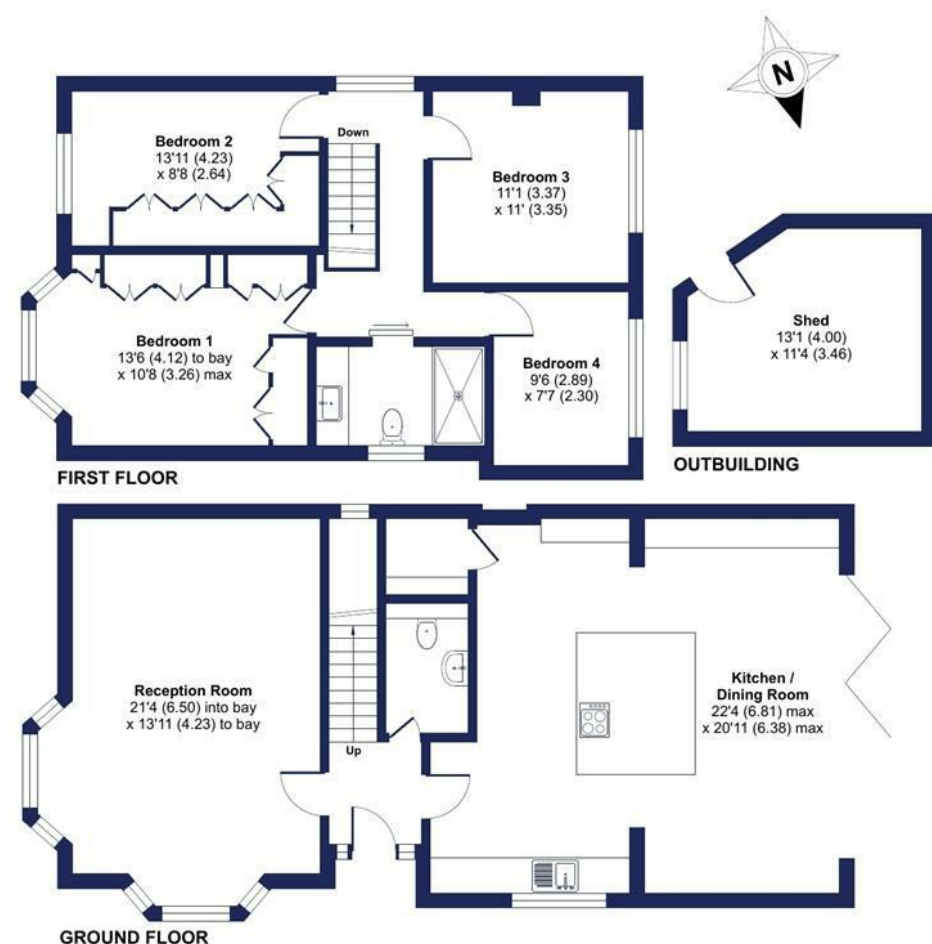 N
Bedroom 2
13'11 (4.23)
x 8'8 (2.64)
Down
Bedroom 3
11'1 (3.37)
x 11' (3.35)
Bedroom 1
13'6 (4.12) to bay
x 10'8 (3.26) max
Bedroom 4
9'6 (2.89)
x 7'7 (2.30)
Shed
13'1 (4.00)
x 11'4 (3.46)
FIRST FLOOR
OUTBUILDING
Reception Room
21'4 (6.50) into bay
x 13'11 (4.23) to bay
Up
Kitchen /
Dining Room
22'4 (6.81) max
x 20'11 (6.38) max
GROUND FLOOR